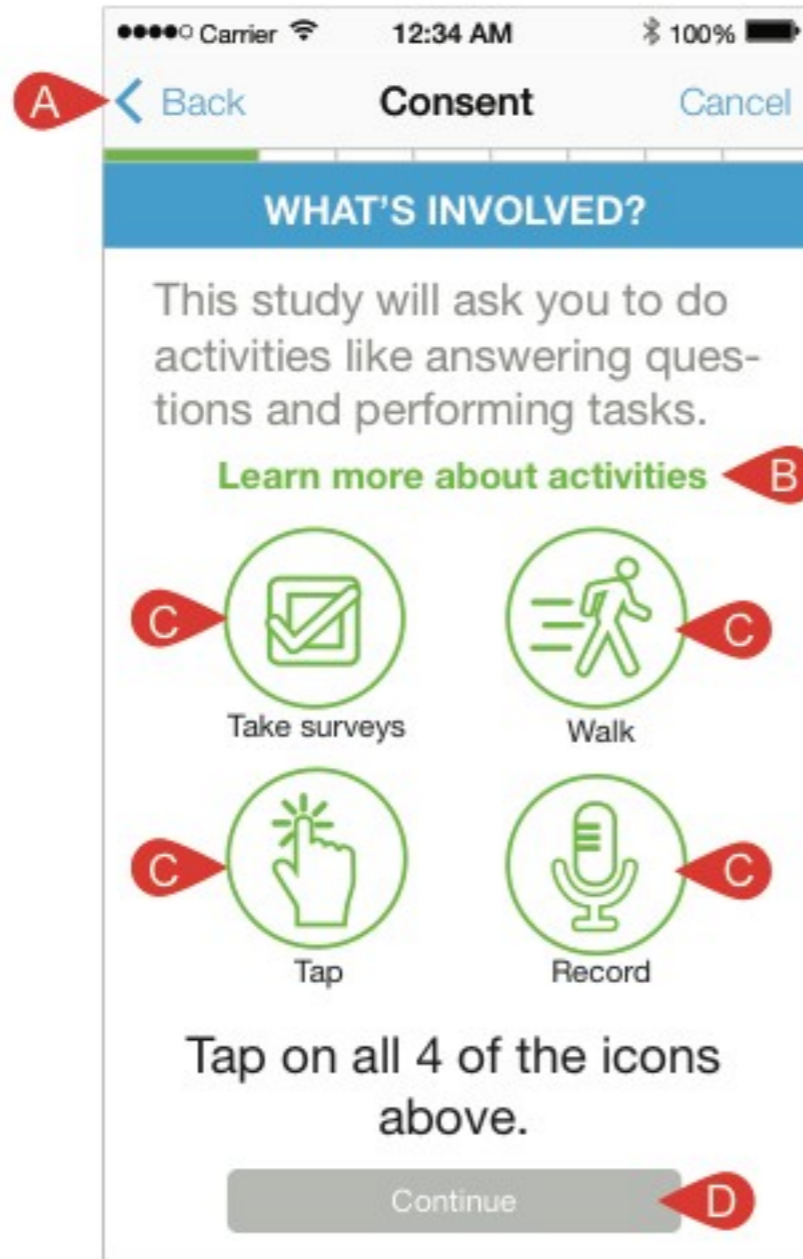 Carrier 12:34 AM 100%
A Back Consent Cancel
WHAT'S INVOLVED?
This study will ask you to do
activities like answering ques-
tions and performing tasks.
Learn more about activities B
C C
Take surveys Walk
C C
Tap Record
Tap on all 4 of the icons
above.
Continue D